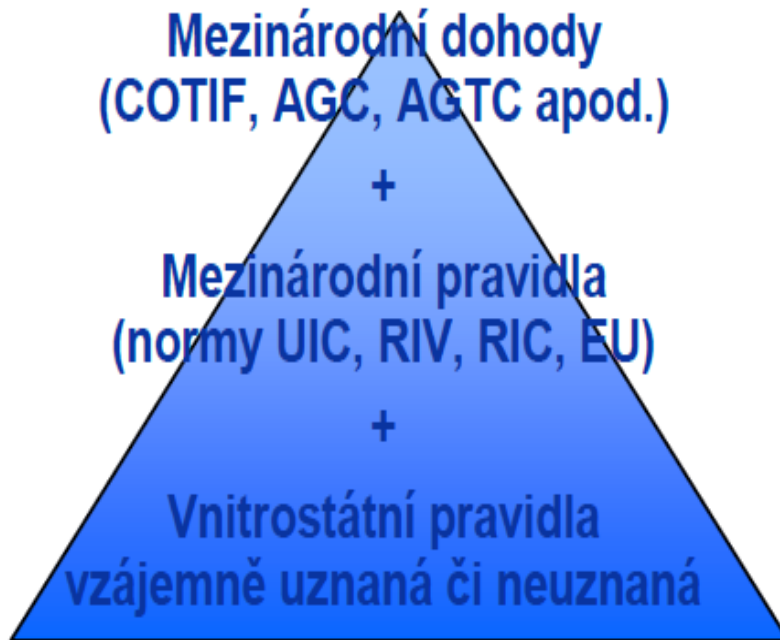 Mezinárodní dohody
(COTIF, AGC, AGTC apod.)
+
Mezinárodní pravidla
(normy UIC, RIV, RIC, EU)
+
Vnitrostátní pravidla
vzájemně uznaná či neuznaná